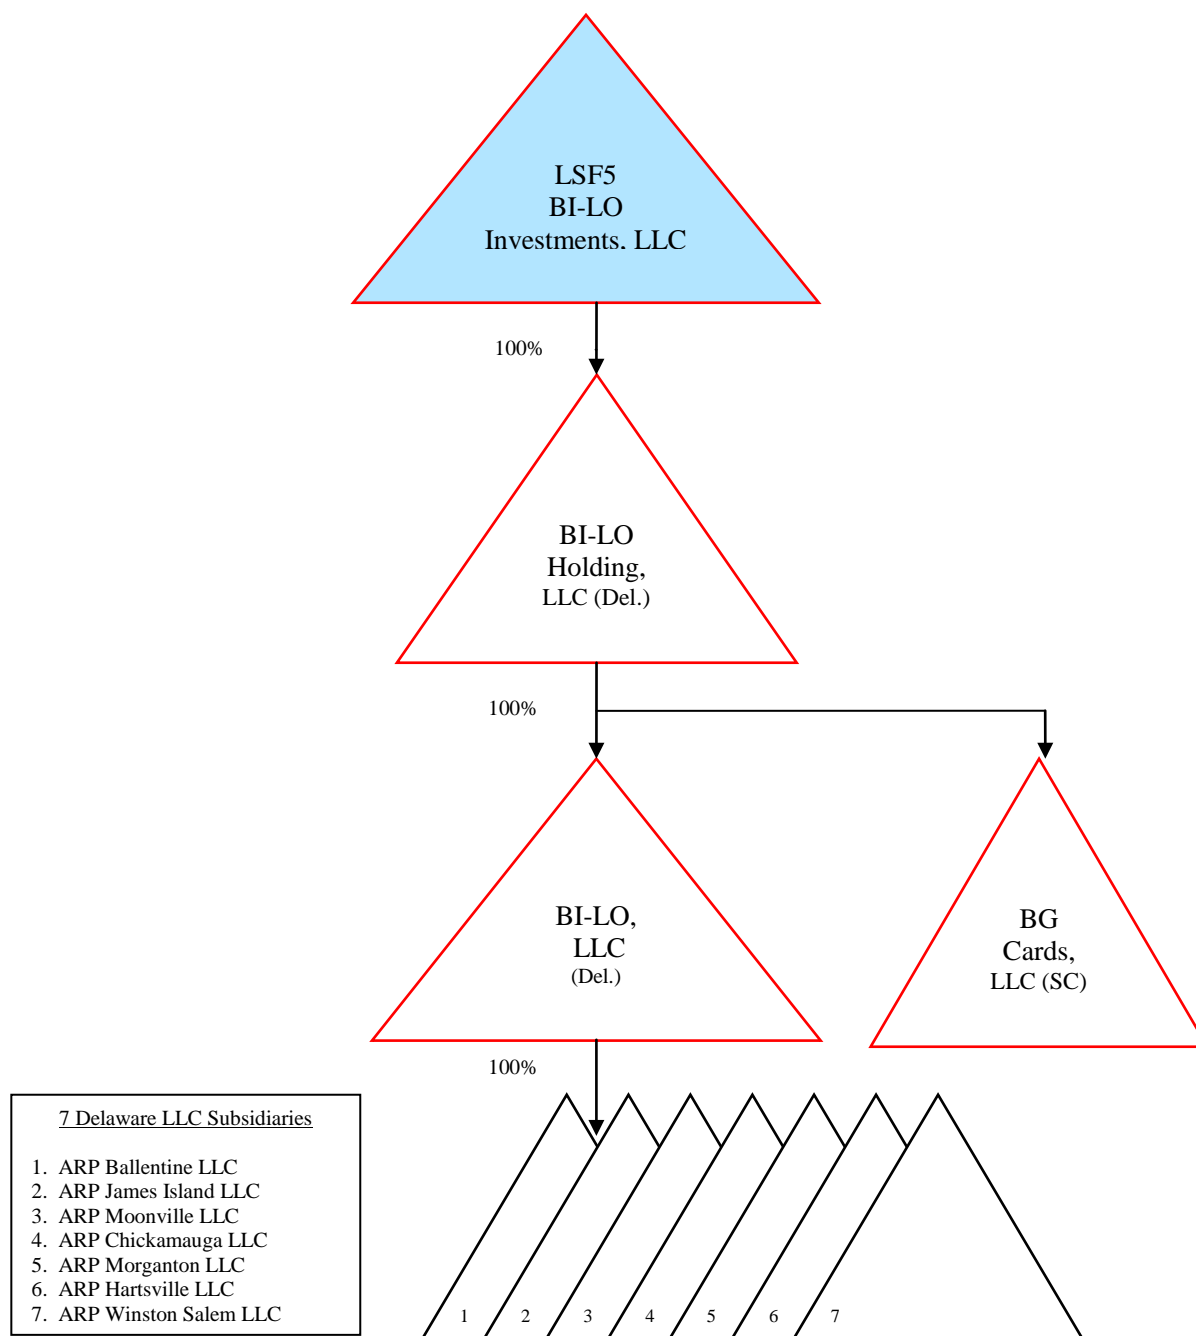 LSF5
BI-LO
Investments, LLC
100%
BI-LO
Holding,
LLC (Del.)
100%
BI-LO,
LLC
(Del.)
BG
Cards,
LLC (SC)
100%
7 Delaware LLC Subsidiaries
1. ARP Ballentine LLC
2. ARP James Island LLC
3. ARP Moonville LLC
4. ARP Chickamauga LLC
5. ARP Morganton LLC
6. ARP Hartsville LLC
7. ARP Winston Salem LLC
1 2 3 4 5 6 7